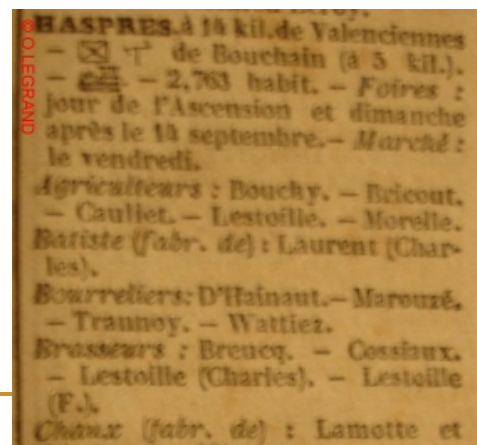 HASPRES. à 14 kil. de Valenciennes
– de Bouchain (à 5 kil.).
– – 2,763 habit. – Foires :
jour de l'Ascension et dimanche
après le 14 septembre. – Marché :
le vendredi.
Agriculteurs : Bouchy. – Bricout.
– Caullet. – Lestoille. – Morelle.
Batiste (fabr. de) : Laurent (Char-
les).
Bourreliers : D'Hainaut. – Marouzé.
– Trannoy. – Wattiez.
Brasseurs : Breucq. – Cossiaux.
– Lestoille (Charles). – Lestoille
(F.).
Chaux (fabr. de) : Lamotte et
© O LEGRAND